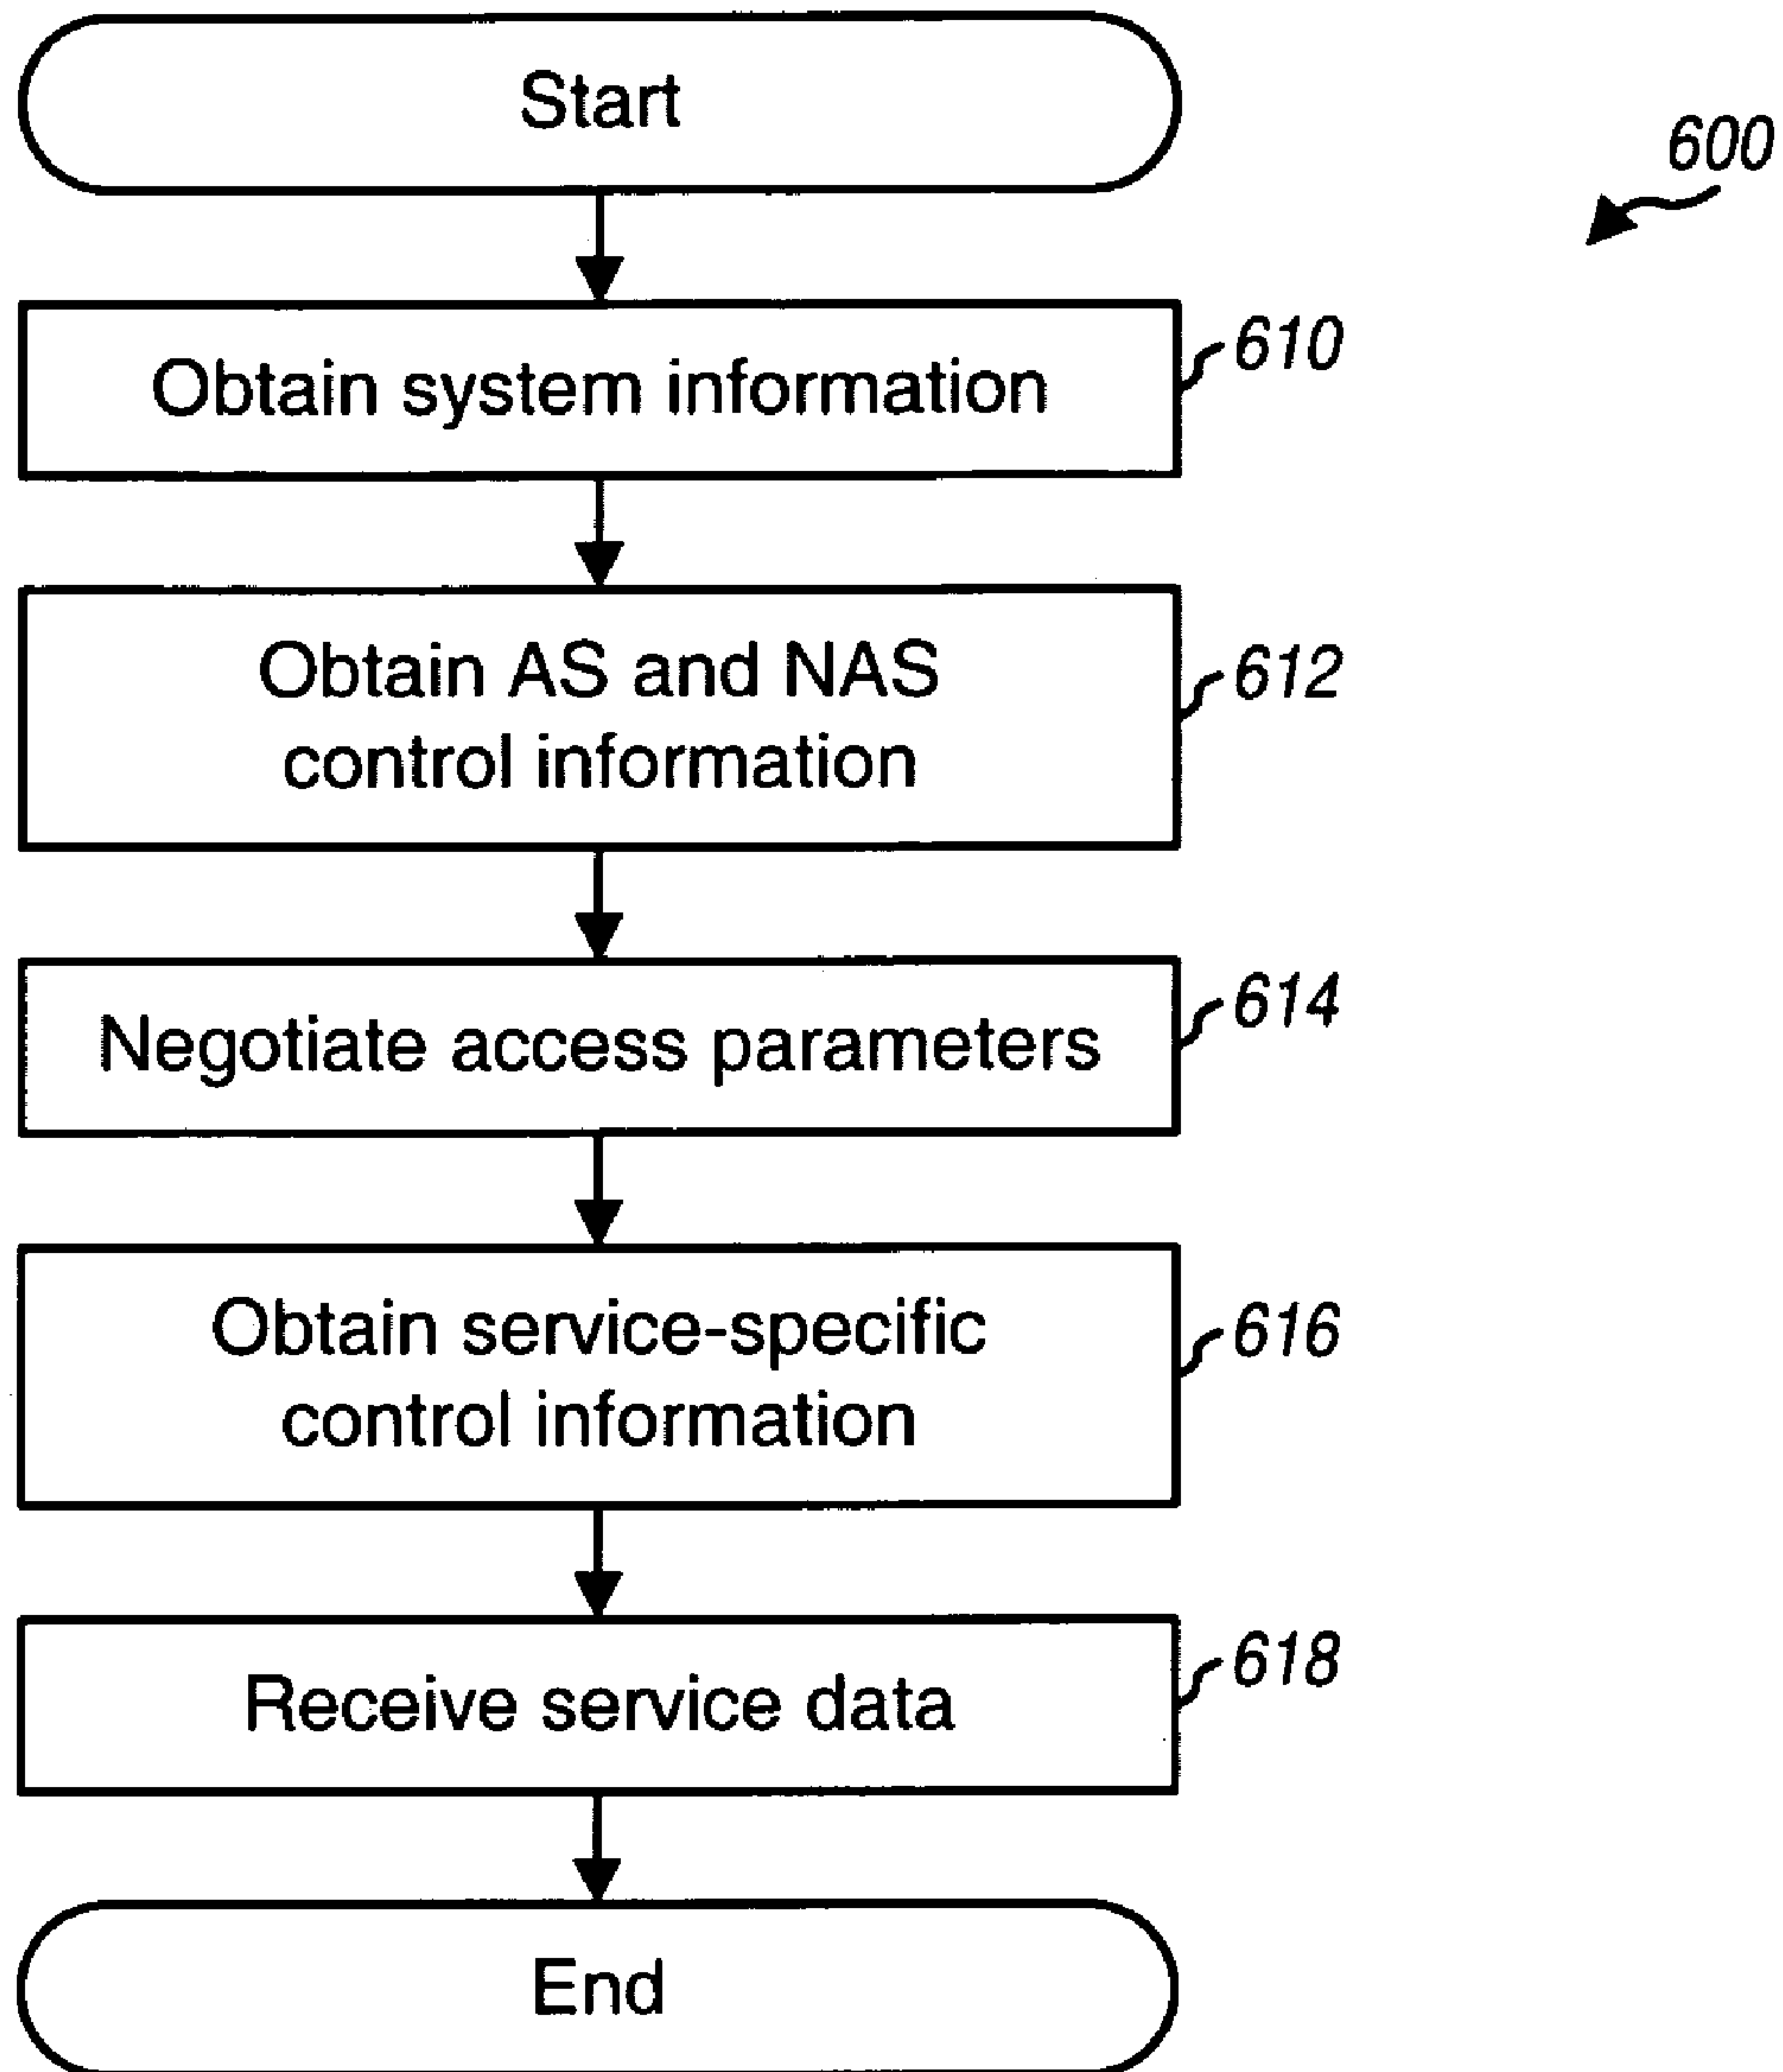 Start
600
Obtain system information
610
Obtain AS and NAS
control information
612
Negotiate access parameters
614
Obtain service-specific
control information
616
Receive service data
618
End